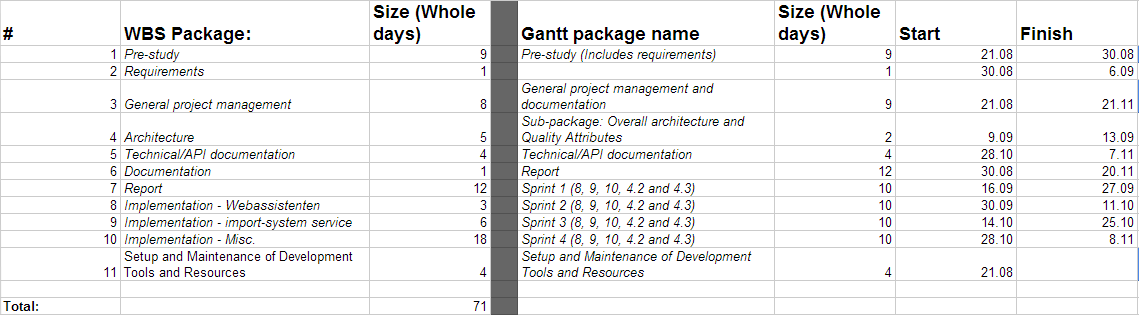 # WBS Package: Size (Whole days) Gantt package name Size (Whole days) Start Finish
1 Pre-study 9 Pre-study (Includes requirements) 9 21.08 30.08
2 Requirements 1 1 30.08 6.09
3 General project management 8 General project management and documentation 9 21.08 21.11
4 Architecture 5 Sub-package: Overall architecture and Quality Attributes 2 9.09 13.09
5 Technical/API documentation 4 Technical/API documentation 4 28.10 7.11
6 Documentation 1 Report 12 30.08 20.11
7 Report 12 Sprint 1 (8, 9, 10, 4.2 and 4.3) 10 16.09 27.09
8 Implementation - Webassistenten 3 Sprint 2 (8, 9, 10, 4.2 and 4.3) 10 30.09 11.10
9 Implementation - import-system service 6 Sprint 3 (8, 9, 10, 4.2 and 4.3) 10 14.10 25.10
10 Implementation - Misc. 18 Sprint 4 (8, 9, 10, 4.2 and 4.3) 10 28.10 8.11
11 Setup and Maintenance of Development Tools and Resources 4 Setup and Maintenance of Development Tools and Resources 4 21.08
Total: 71